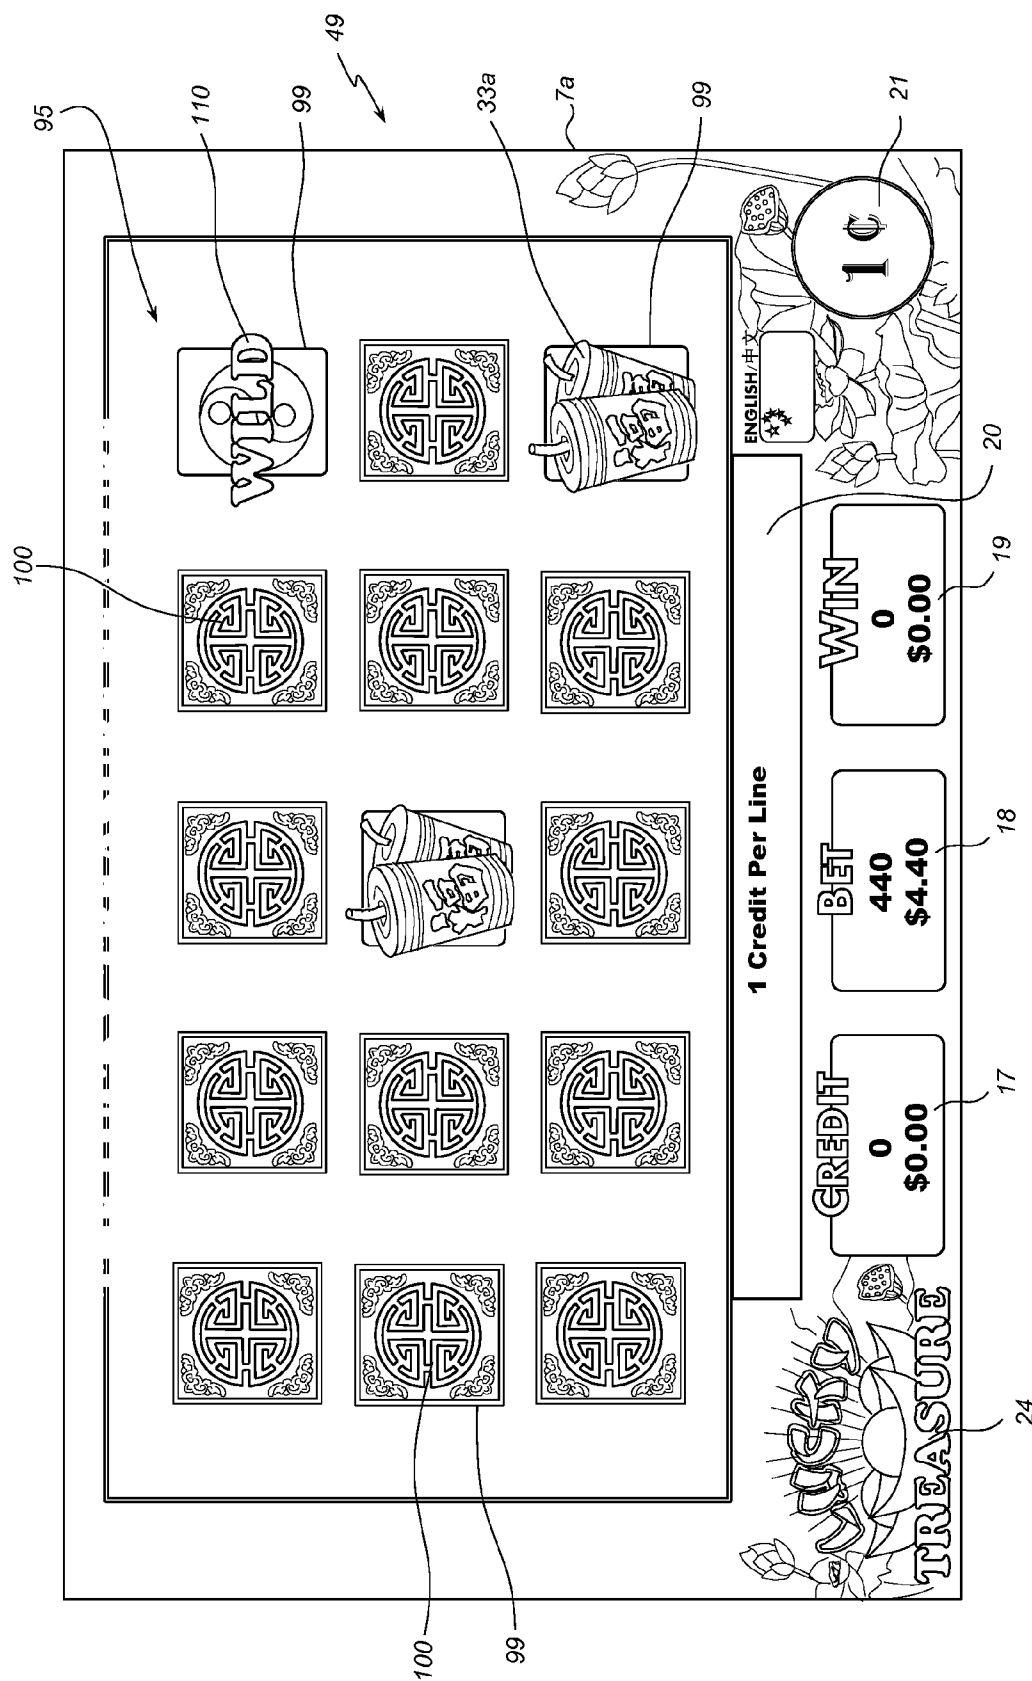 100
95
110
99
WILD
49
100
33a
99
7a
99
ENGLISH/中文
1 Credit Per Line
LUCKY
TREASURE
CREDIT
0
$0.00
BET
440
$4.40
WIN
0
$0.00
1 ¢
21
20
24
17
18
19